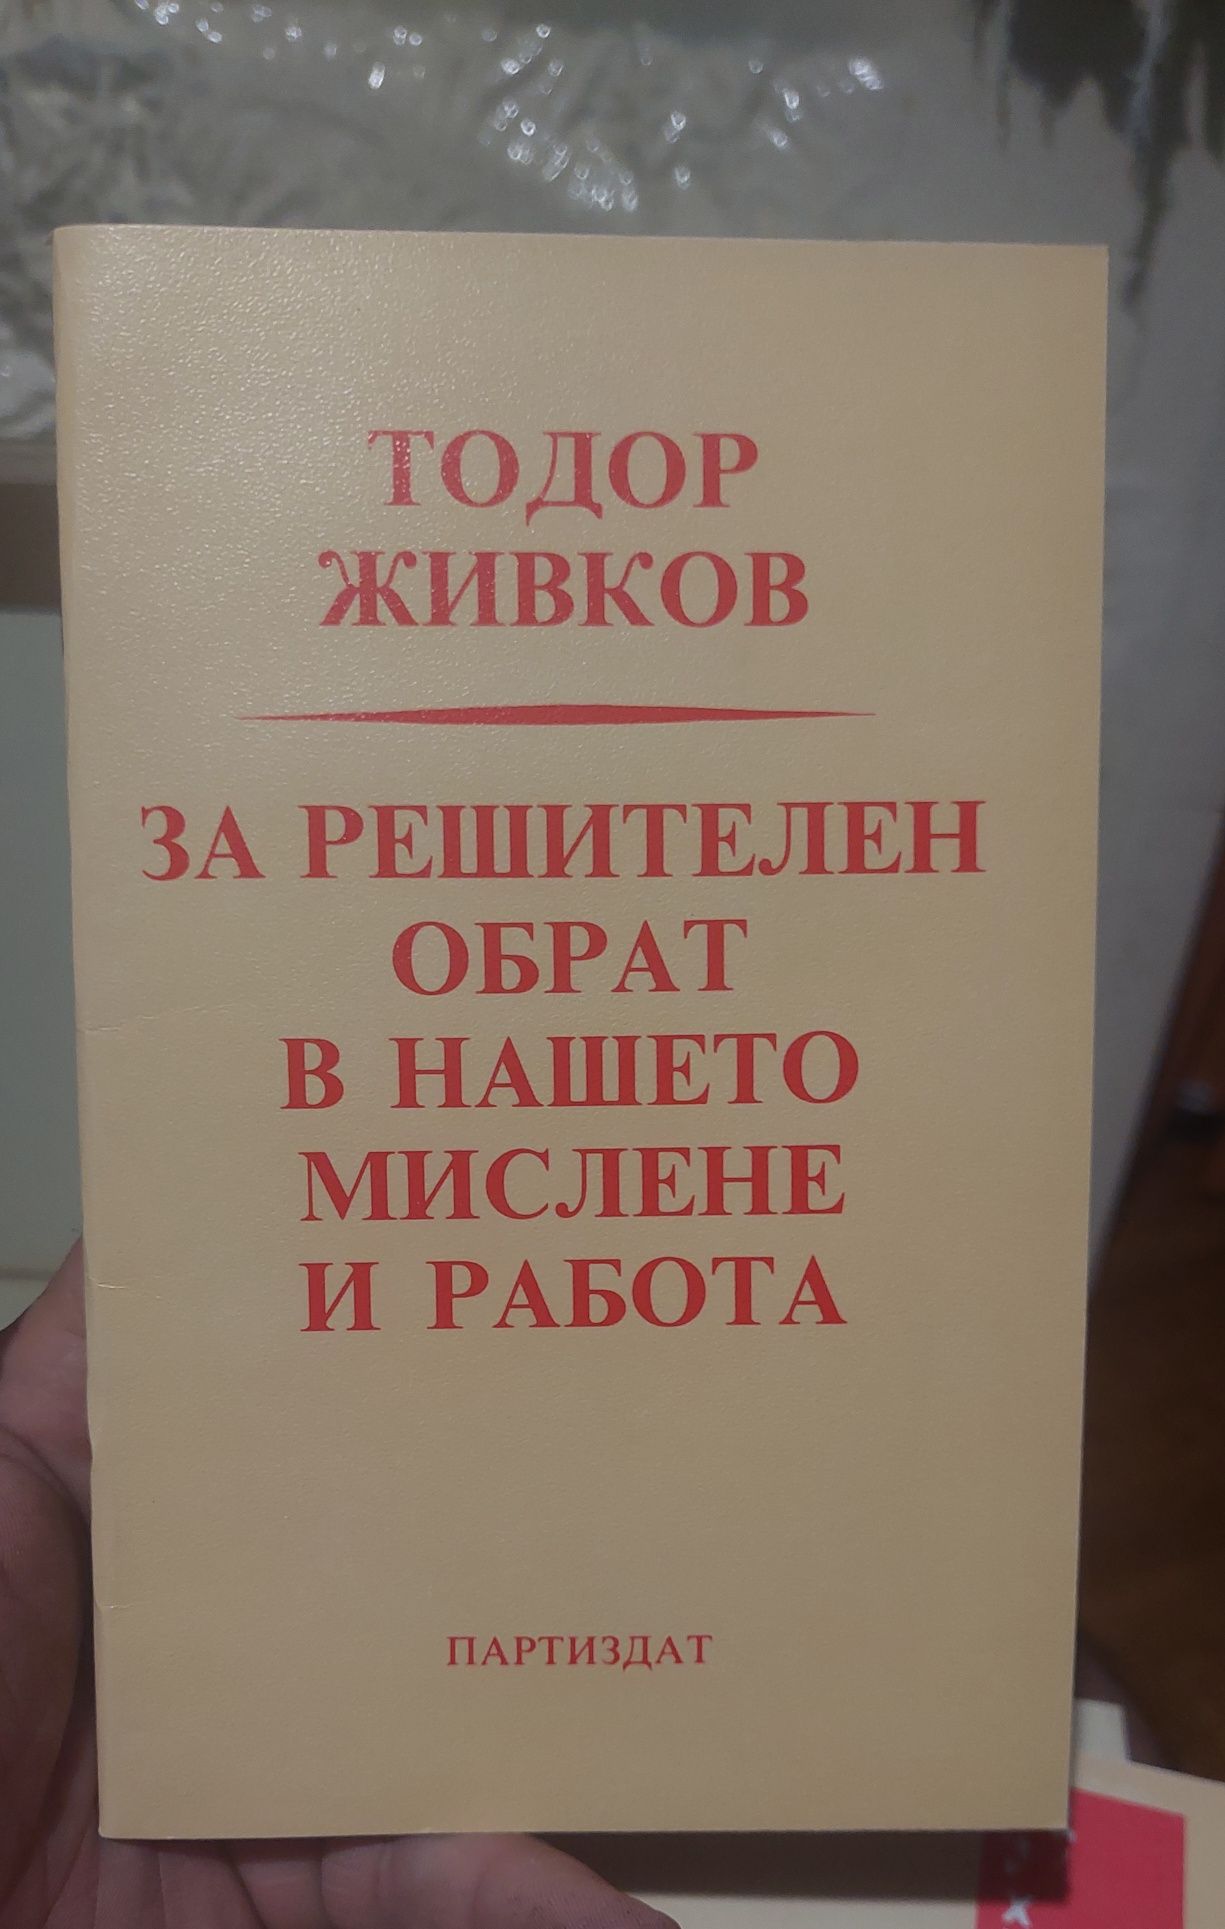 ТОДОР
ЖИВКОВ
ЗА РЕШИТЕЛЕН
ОБРАТ
В НАШЕТО
МИСЛЕНЕ
И РАБОТА
ПАРТИЗДАТ